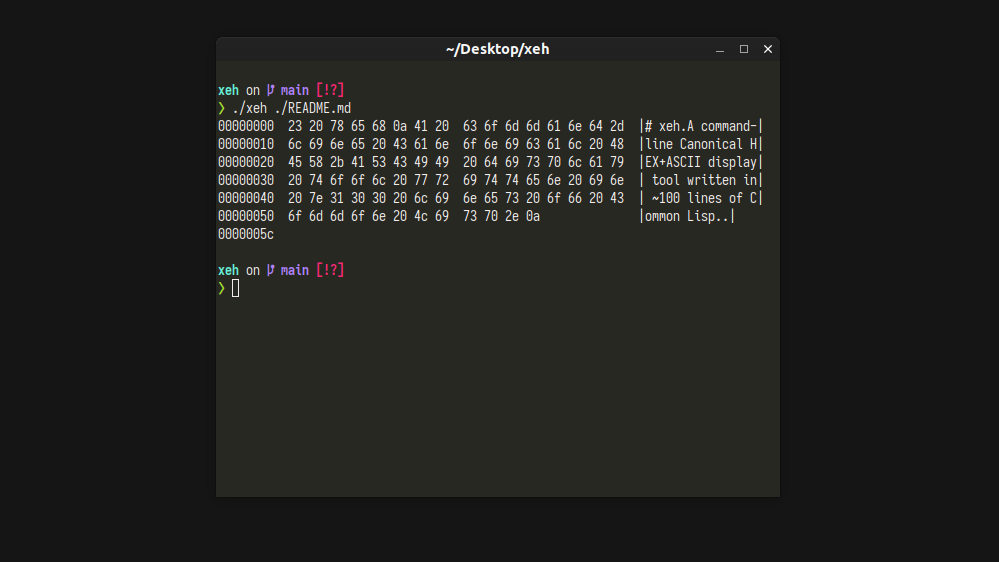 ~/Desktop/xeh
xeh on main [!?]
❯ ./xeh ./README.md
00000000  23 20 78 65 68 0a 41 20  63 6f 6d 6d 61 6e 64 2d  |# xeh.A command-|
00000010  6c 69 6e 65 20 43 61 6e  6f 6e 69 63 61 6c 20 48  |line Canonical H|
00000020  45 58 2b 41 53 43 49 49  20 64 69 73 70 6c 61 79  |EX+ASCII display|
00000030  20 74 6f 6f 6c 20 77 72  69 74 74 65 6e 20 69 6e  | tool written in|
00000040  20 7e 31 30 30 20 6c 69  6e 65 73 20 6f 66 20 43  | ~100 lines of C|
00000050  6f 6d 6d 6f 6e 20 4c 69  73 70 2e 0a              |ommon Lisp..|
0000005c
xeh on main [!?]
❯